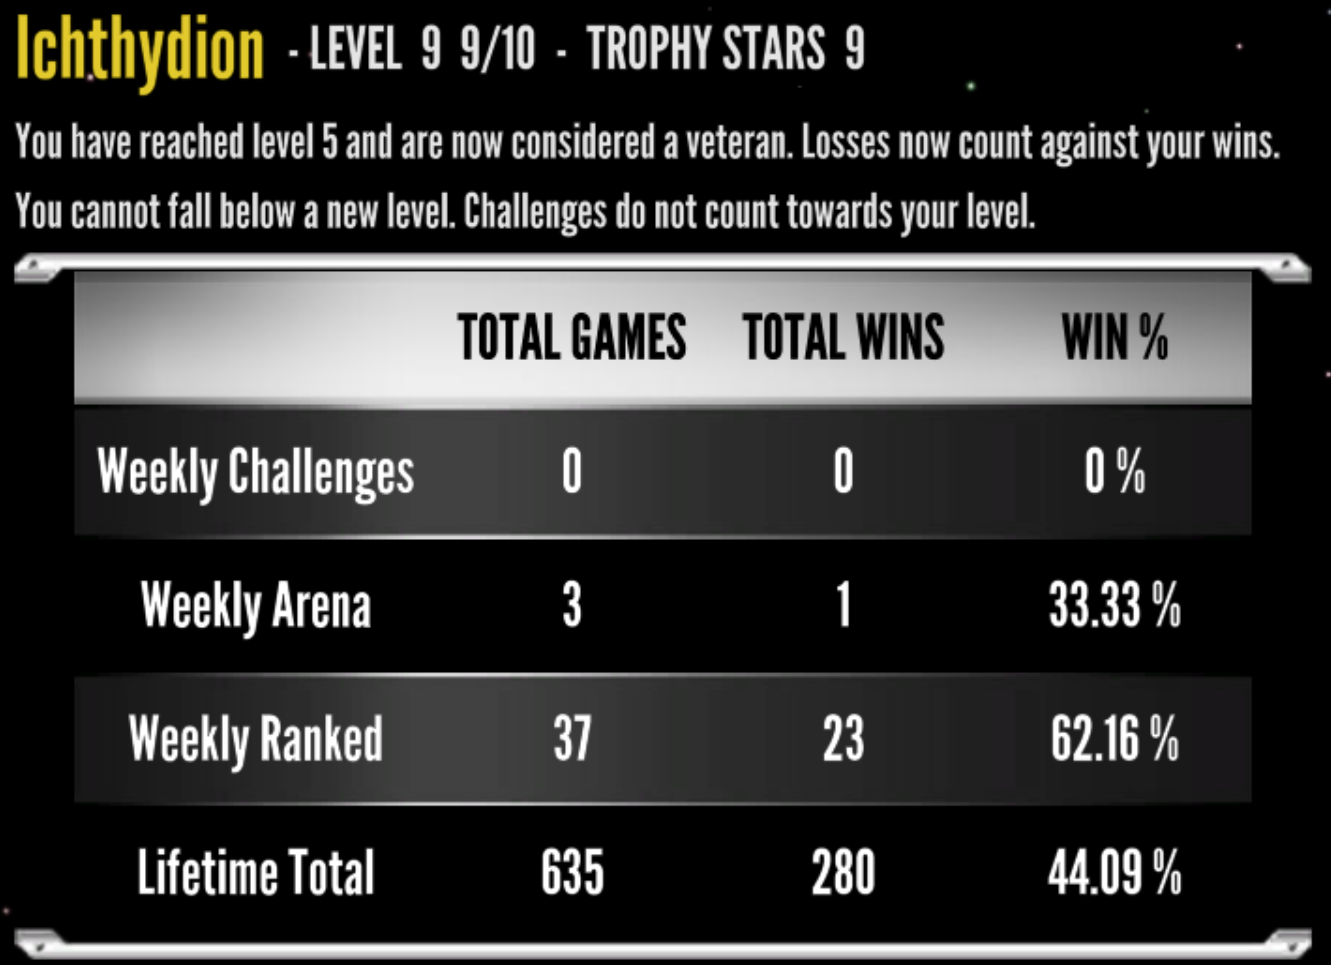 Ichthydion - LEVEL 9 9/10 - TROPHY STARS 9
You have reached level 5 and are now considered a veteran. Losses now count against your wins.
You cannot fall below a new level. Challenges do not count towards your level.
TOTAL GAMES TOTAL WINS WIN %
Weekly Challenges 0 0 0 %
Weekly Arena 3 1 33.33 %
Weekly Ranked 37 23 62.16 %
Lifetime Total 635 280 44.09 %